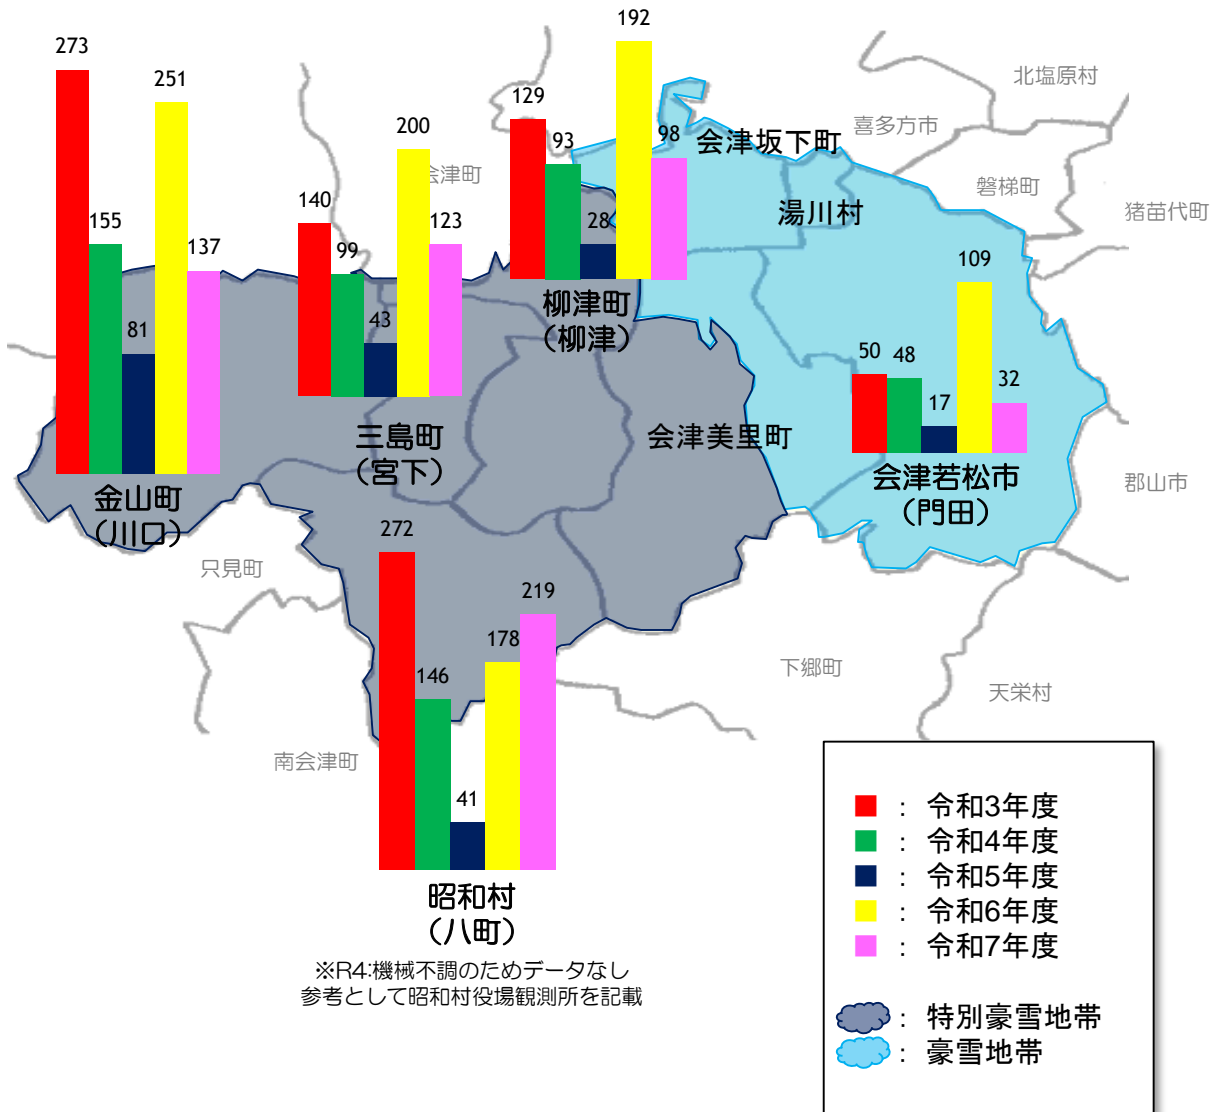 192
273
北塩原村
251
129
喜多方市
200
会津坂下町
93
98
会津町
磐梯町
140
湯川村
猪苗代町
155
28
123
137
99
109
柳津町
(柳津)
43
81
50
48
32
17
三島町
(宮下)
会津美里町
会津若松市
(門田)
郡山市
金山町
(川口)
272
只見町
219
178
下郷町
146
天栄村
南会津町
41
昭和村
(八町)
※R4:機械不調のためデータなし
参考として昭和村役場観測所を記載
: 令和3年度
: 令和4年度
: 令和5年度
: 令和6年度
: 令和7年度
: 特別豪雪地帯
: 豪雪地帯